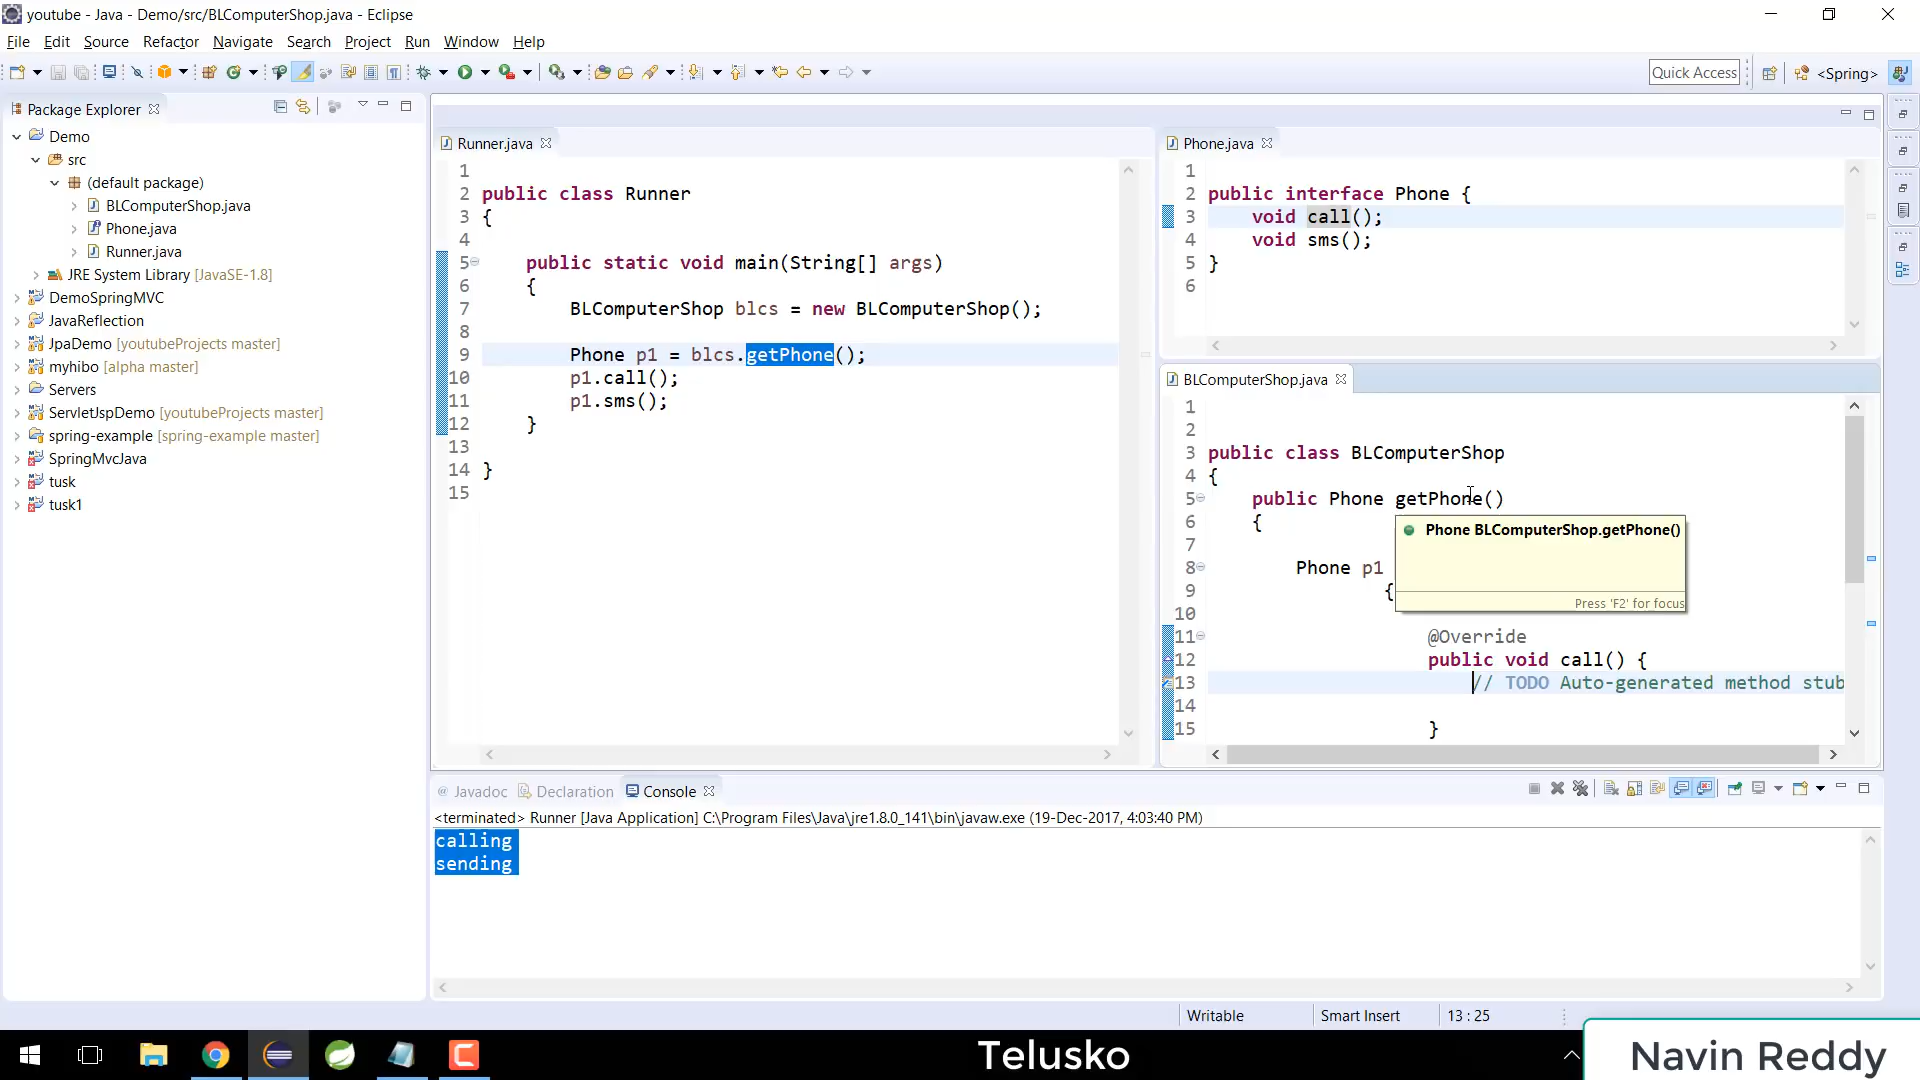 youtube - Java - Demo/src/BLComputerShop.java - Eclipse
File Edit Source Refactor Navigate Search Project Run Window Help
Quick Access
<Spring>
Package Explorer
Demo
src
(default package)
BLComputerShop.java
Phone.java
Runner.java
JRE System Library [JavaSE-1.8]
DemoSpringMVC
JavaReflection
JpaDemo [youtubeProjects master]
myhibo [alpha master]
Servers
ServletJspDemo [youtubeProjects master]
spring-example [spring-example master]
SpringMvcJava
tusk
tusk1
Runner.java
1
2 public class Runner
3 {
4
5 public static void main(String[] args)
6 {
7 BLComputerShop blcs = new BLComputerShop();
8
9 Phone p1 = blcs.getPhone();
10 p1.call();
11 p1.sms();
12 }
13
14 }
15
Phone.java
1
2 public interface Phone {
3 void call();
4 void sms();
5 }
6
BLComputerShop.java
1
2
3 public class BLComputerShop
4 {
5 public Phone getPhone()
6 {
7
8 Phone p1
9 {
10
11 @Override
12 public void call() {
13 // TODO Auto-generated method stub
14
15 }
Phone BLComputerShop.getPhone()
Press 'F2' for focus
@ Javadoc Declaration Console
<terminated> Runner [Java Application] C:\Program Files\Java\jre1.8.0_141\bin\javaw.exe (19-Dec-2017, 4:03:40 PM)
calling
sending
Writable Smart Insert 13 : 25
Telusko
Navin Reddy